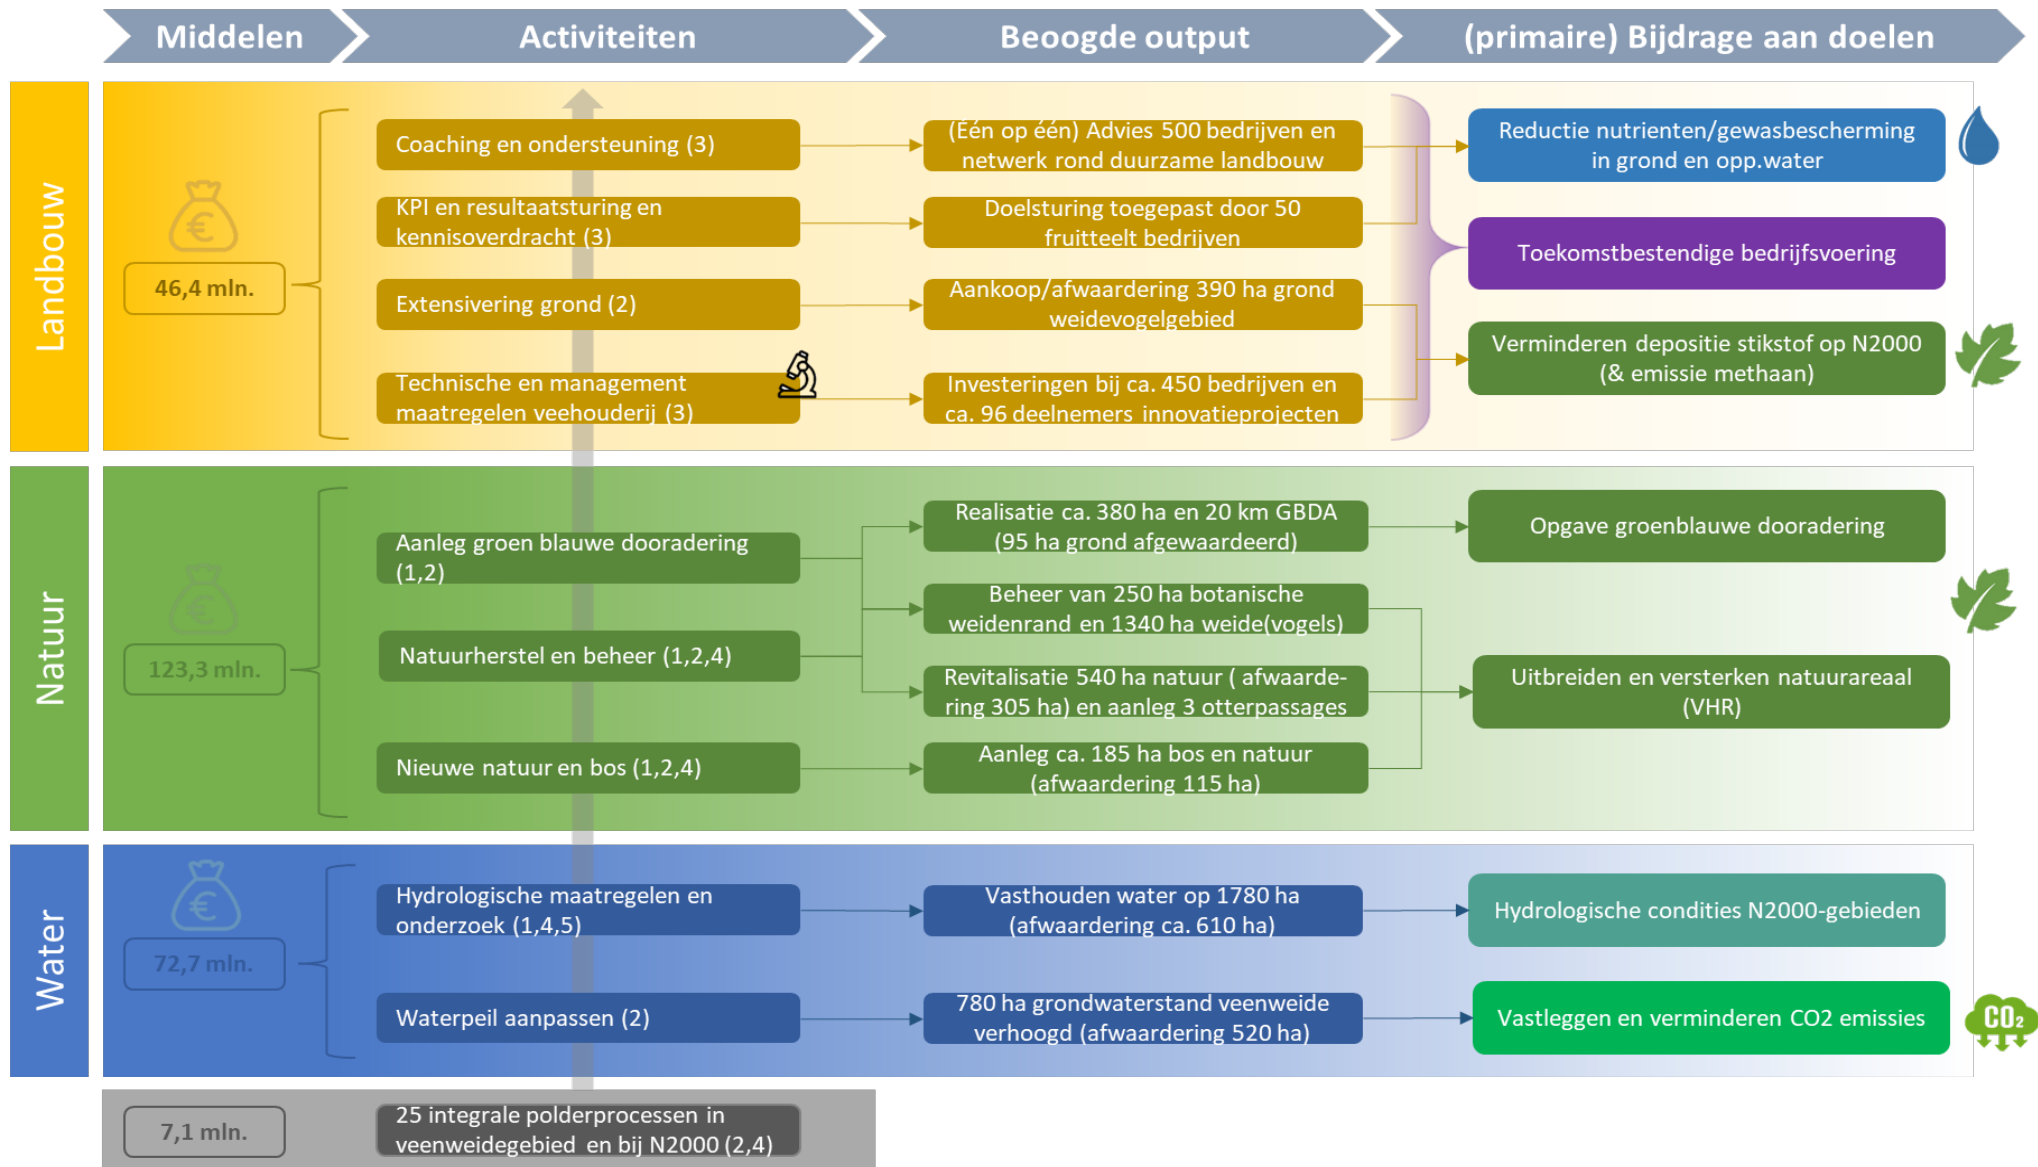 Middelen
Activiteiten
Beoogde output
(primaire) Bijdrage aan doelen
Landbouw
46,4 mln.
Coaching en ondersteuning (3)
(Één op één) Advies 500 bedrijven en
netwerk rond duurzame landbouw
Reductie nutrienten/gewasbescherming
in grond en opp.water
KPI en resultaatsturing en
kennisoverdracht (3)
Doelsturing toegepast door 50
fruitteelt bedrijven
Toekomstbestendige bedrijfsvoering
Extensivering grond (2)
Aankoop/afwaardering 390 ha grond
weidevogelgebied
Verminderen depositie stikstof op N2000
(& emissie methaan)
Technische en management
maatregelen veehouderij (3)
Investeringen bij ca. 450 bedrijven en
ca. 96 deelnemers innovatieprojecten
Natuur
123,3 mln.
Aanleg groen blauwe dooradering
(1,2)
Realisatie ca. 380 ha en 20 km GBDA
(95 ha grond afgewaardeerd)
Opgave groenblauwe dooradering
Beheer van 250 ha botanische
weidenrand en 1340 ha weide(vogels)
Natuurherstel en beheer (1,2,4)
Revitalisatie 540 ha natuur ( afwaarde-
ring 305 ha) en aanleg 3 otterpassages
Uitbreiden en versterken natuurareaal
(VHR)
Nieuwe natuur en bos (1,2,4)
Aanleg ca. 185 ha bos en natuur
(afwaardering 115 ha)
Water
72,7 mln.
Hydrologische maatregelen en
onderzoek (1,4,5)
Vasthouden water op 1780 ha
(afwaardering ca. 610 ha)
Hydrologische condities N2000-gebieden
Waterpeil aanpassen (2)
780 ha grondwaterstand veenweide
verhoogd (afwaardering 520 ha)
Vastleggen en verminderen CO2 emissies
CO₂
7,1 mln.
25 integrale polderprocessen in
veenweidegebied en bij N2000 (2,4)